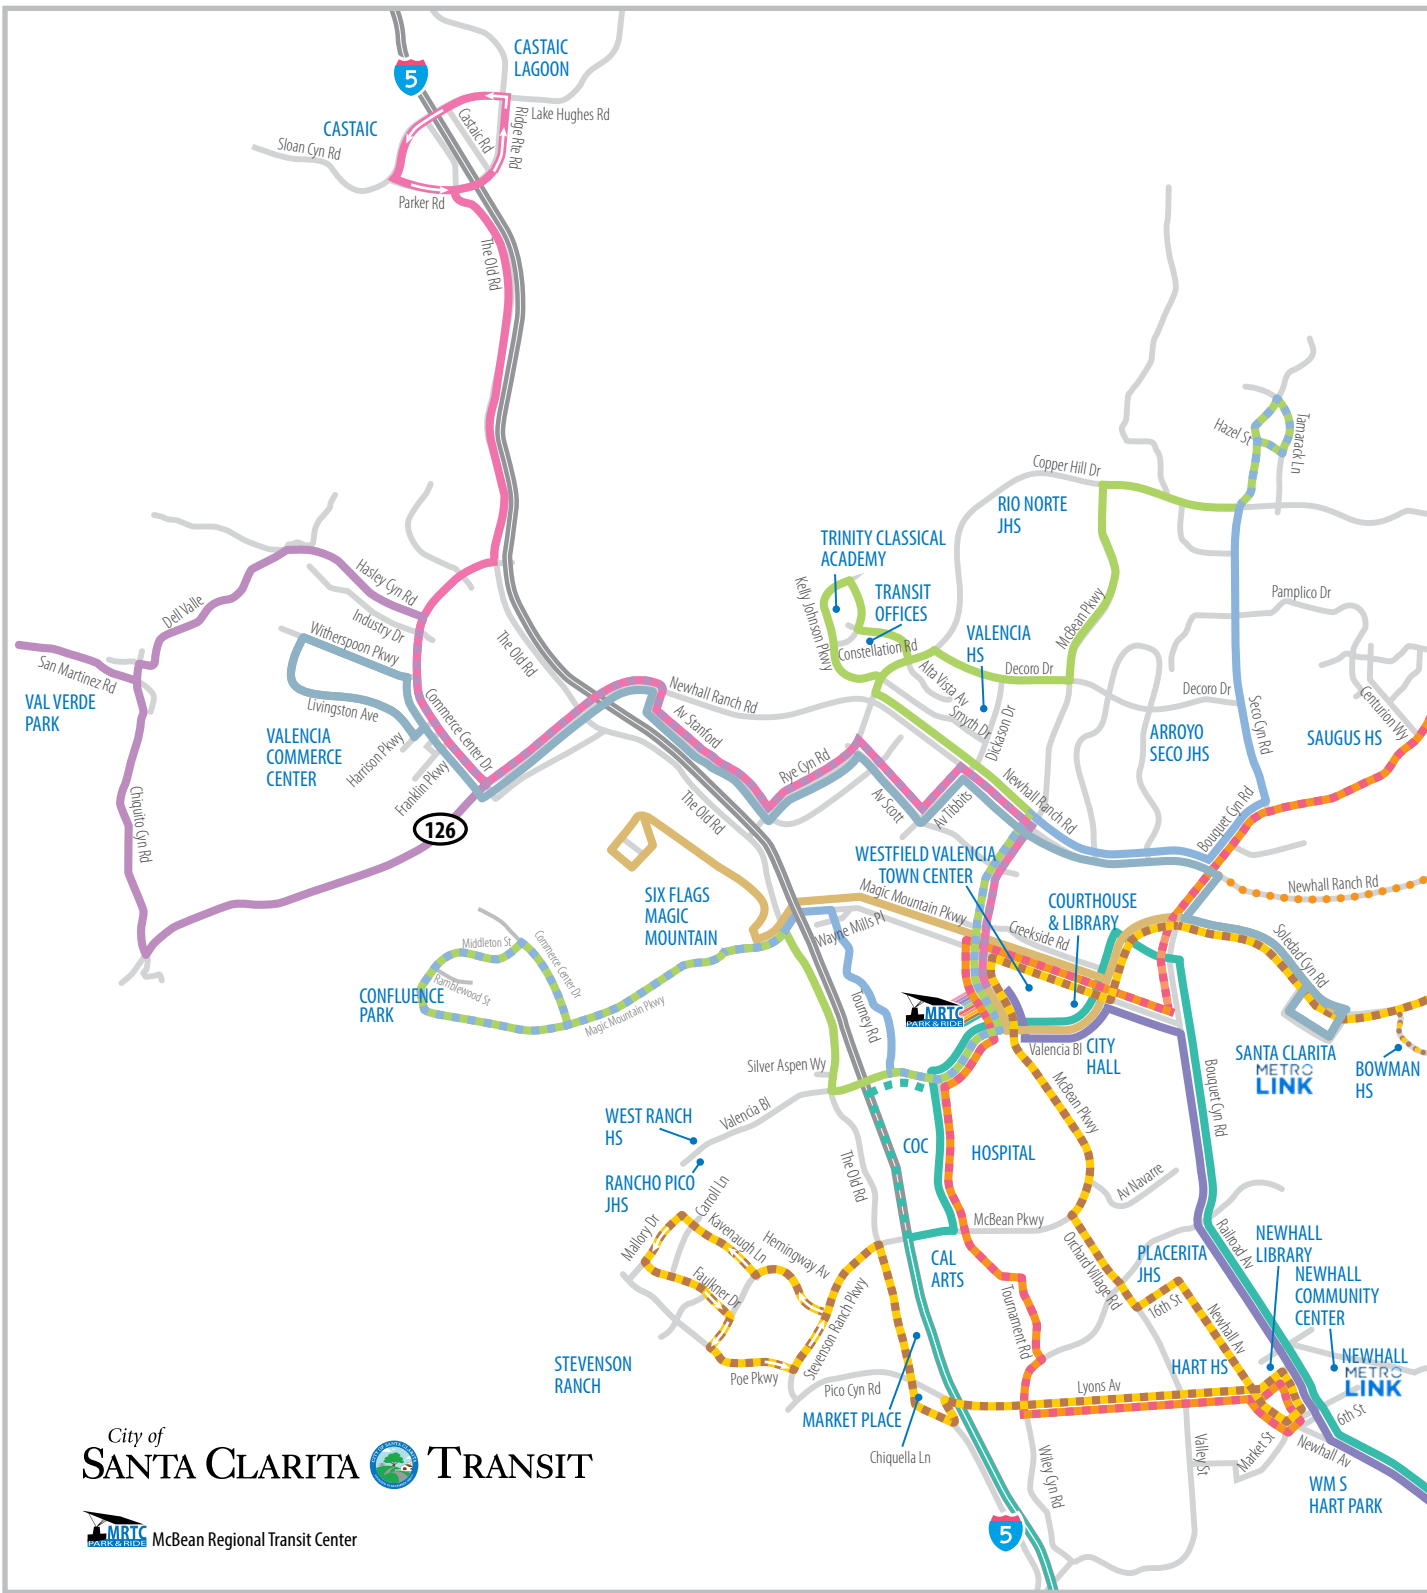 CASTAIC
LAGOON
5
Lake Hughes Rd
Castaic Rd
Ridge Rte Rd
CASTAIC
Sloan Cyn Rd
Parker Rd
The Old Rd
Hazel St
Tamarack Ln
Copper Hill Dr
RIO NORTE
JHS
TRINITY CLASSICAL
ACADEMY
TRANSIT
OFFICES
Kelly Johnson Pkwy
Constellation Rd
VALENCIA
HS
McBean Pkwy
Pamplico Dr
Hasley Cyn Rd
Dell Valle
Industry Dr
Witherspoon Pkwy
San Martinez Rd
VAL VERDE
PARK
Livingston Ave
VALENCIA
COMMERCE
CENTER
Harrison Pkwy
Franklin Pkwy
Commerce Center Dr
The Old Rd
Newhall Ranch Rd
Av Stanford
Alta Vista Av
Smyth Dr
Dickason Dr
Decoro Dr
Decoro Dr
ARROYO
SECO JHS
Seco Cyn Rd
Centurion Wy
SAUGUS HS
Chiquito Cyn Rd
126
The Old Rd
Rye Cyn Rd
Av Scott
Av Tibbits
Newhall Ranch Rd
Bouquet Cyn Rd
WESTFIELD VALENCIA
TOWN CENTER
Newhall Ranch Rd
SIX FLAGS
MAGIC
MOUNTAIN
Magic Mountain Pkwy
Wayne Mills Pl
COURTHOUSE
& LIBRARY
Creekside Rd
Soledad Cyn Rd
Middleton St
Commerce Center Dr
Ramblewood St
CONFLUENCE
PARK
Magic Mountain Pkwy
Tourney Rd
MRTC
PARK & RIDE
Valencia Bl
CITY
HALL
SANTA CLARITA
METRO
LINK
BOWMAN
HS
Silver Aspen Wy
Valencia Bl
McBean Pkwy
Bouquet Cyn Rd
WEST RANCH
HS
RANCHO PICO
JHS
COC
HOSPITAL
The Old Rd
Av Navarre
McBean Pkwy
Carroll Ln
Mallory Dr
Kavenaugh Ln
Hemingway Av
Faulkner Dr
Stevenson Ranch Pkwy
Poe Pkwy
CAL
ARTS
Orchard Village Rd
PLACERITA
JHS
Railroad Av
NEWHALL
LIBRARY
NEWHALL
COMMUNITY
CENTER
16th St
Newhall Av
Tournament Rd
STEVENSON
RANCH
Pico Cyn Rd
MARKET PLACE
Chiquella Ln
Lyons Av
HART HS
NEWHALL
METRO
LINK
6th St
Market St
Newhall Av
Valley St
Wiley Cyn Rd
WM S
HART PARK
5
City of
SANTA CLARITA TRANSIT
MRTC
PARK & RIDE
McBean Regional Transit Center